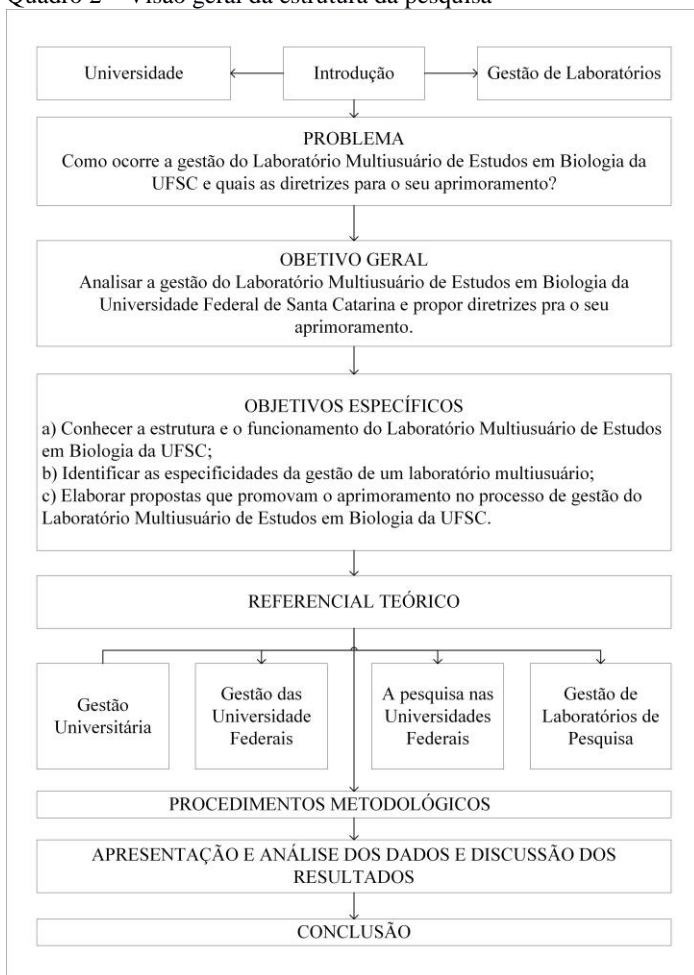 Quadro 2 – Visão geral da estrutura da pesquisa
Universidade
Introdução
Gestão de Laboratórios
PROBLEMA
Como ocorre a gestão do Laboratório Multiusuário de Estudos em Biologia da
UFSC e quais as diretrizes para o seu aprimoramento?
OBETIVO GERAL
Analisar a gestão do Laboratório Multiusuário de Estudos em Biologia da
Universidade Federal de Santa Catarina e propor diretrizes pra o seu
aprimoramento.
OBJETIVOS ESPECÍFICOS
a) Conhecer a estrutura e o funcionamento do Laboratório Multiusuário de Estudos
em Biologia da UFSC;
b) Identificar as especificidades da gestão de um laboratório multiusuário;
c) Elaborar propostas que promovam o aprimoramento no processo de gestão do
Laboratório Multiusuário de Estudos em Biologia da UFSC.
REFERENCIAL TEÓRICO
Gestão
Universitária
Gestão das
Universidade
Federais
A pesquisa nas
Universidades
Federais
Gestão de
Laboratórios de
Pesquisa
PROCEDIMENTOS METODOLÓGICOS
APRESENTAÇÃO E ANÁLISE DOS DADOS E DISCUSSÃO DOS
RESULTADOS
CONCLUSÃO